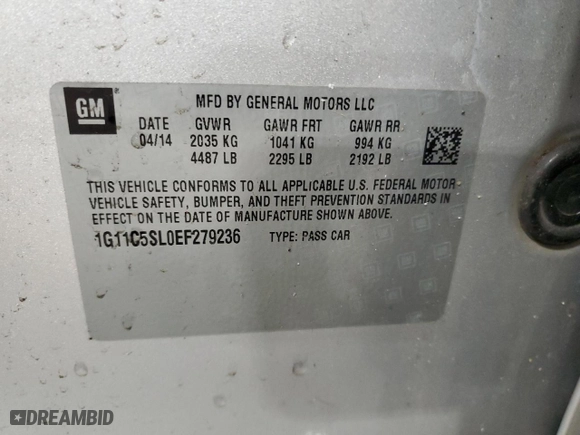 GM
MFD BY GENERAL MOTORS LLC
DATE GVWR GAWR FRT GAWR RR
04/14 2035 KG 1041 KG 994 KG
4487 LB 2295 LB 2192 LB
THIS VEHICLE CONFORMS TO ALL APPLICABLE U.S. FEDERAL MOTOR
VEHICLE SAFETY, BUMPER, AND THEFT PREVENTION STANDARDS IN
EFFECT ON THE DATE OF MANUFACTURE SHOWN ABOVE.
1G11C5SL0EF279236 TYPE: PASS CAR
DREAMBID